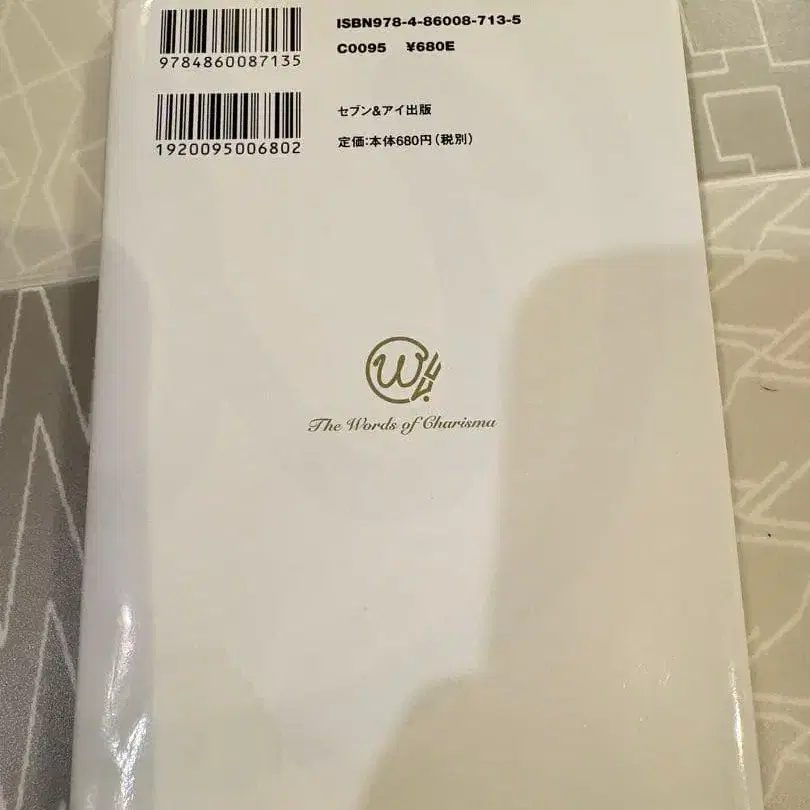 ISBN978-4-86008-713-5
C0095 ¥680E
9784860087135
セブン&アイ出版
定価:本体680円(税別)
1920095006802
W
The Words of Charisma